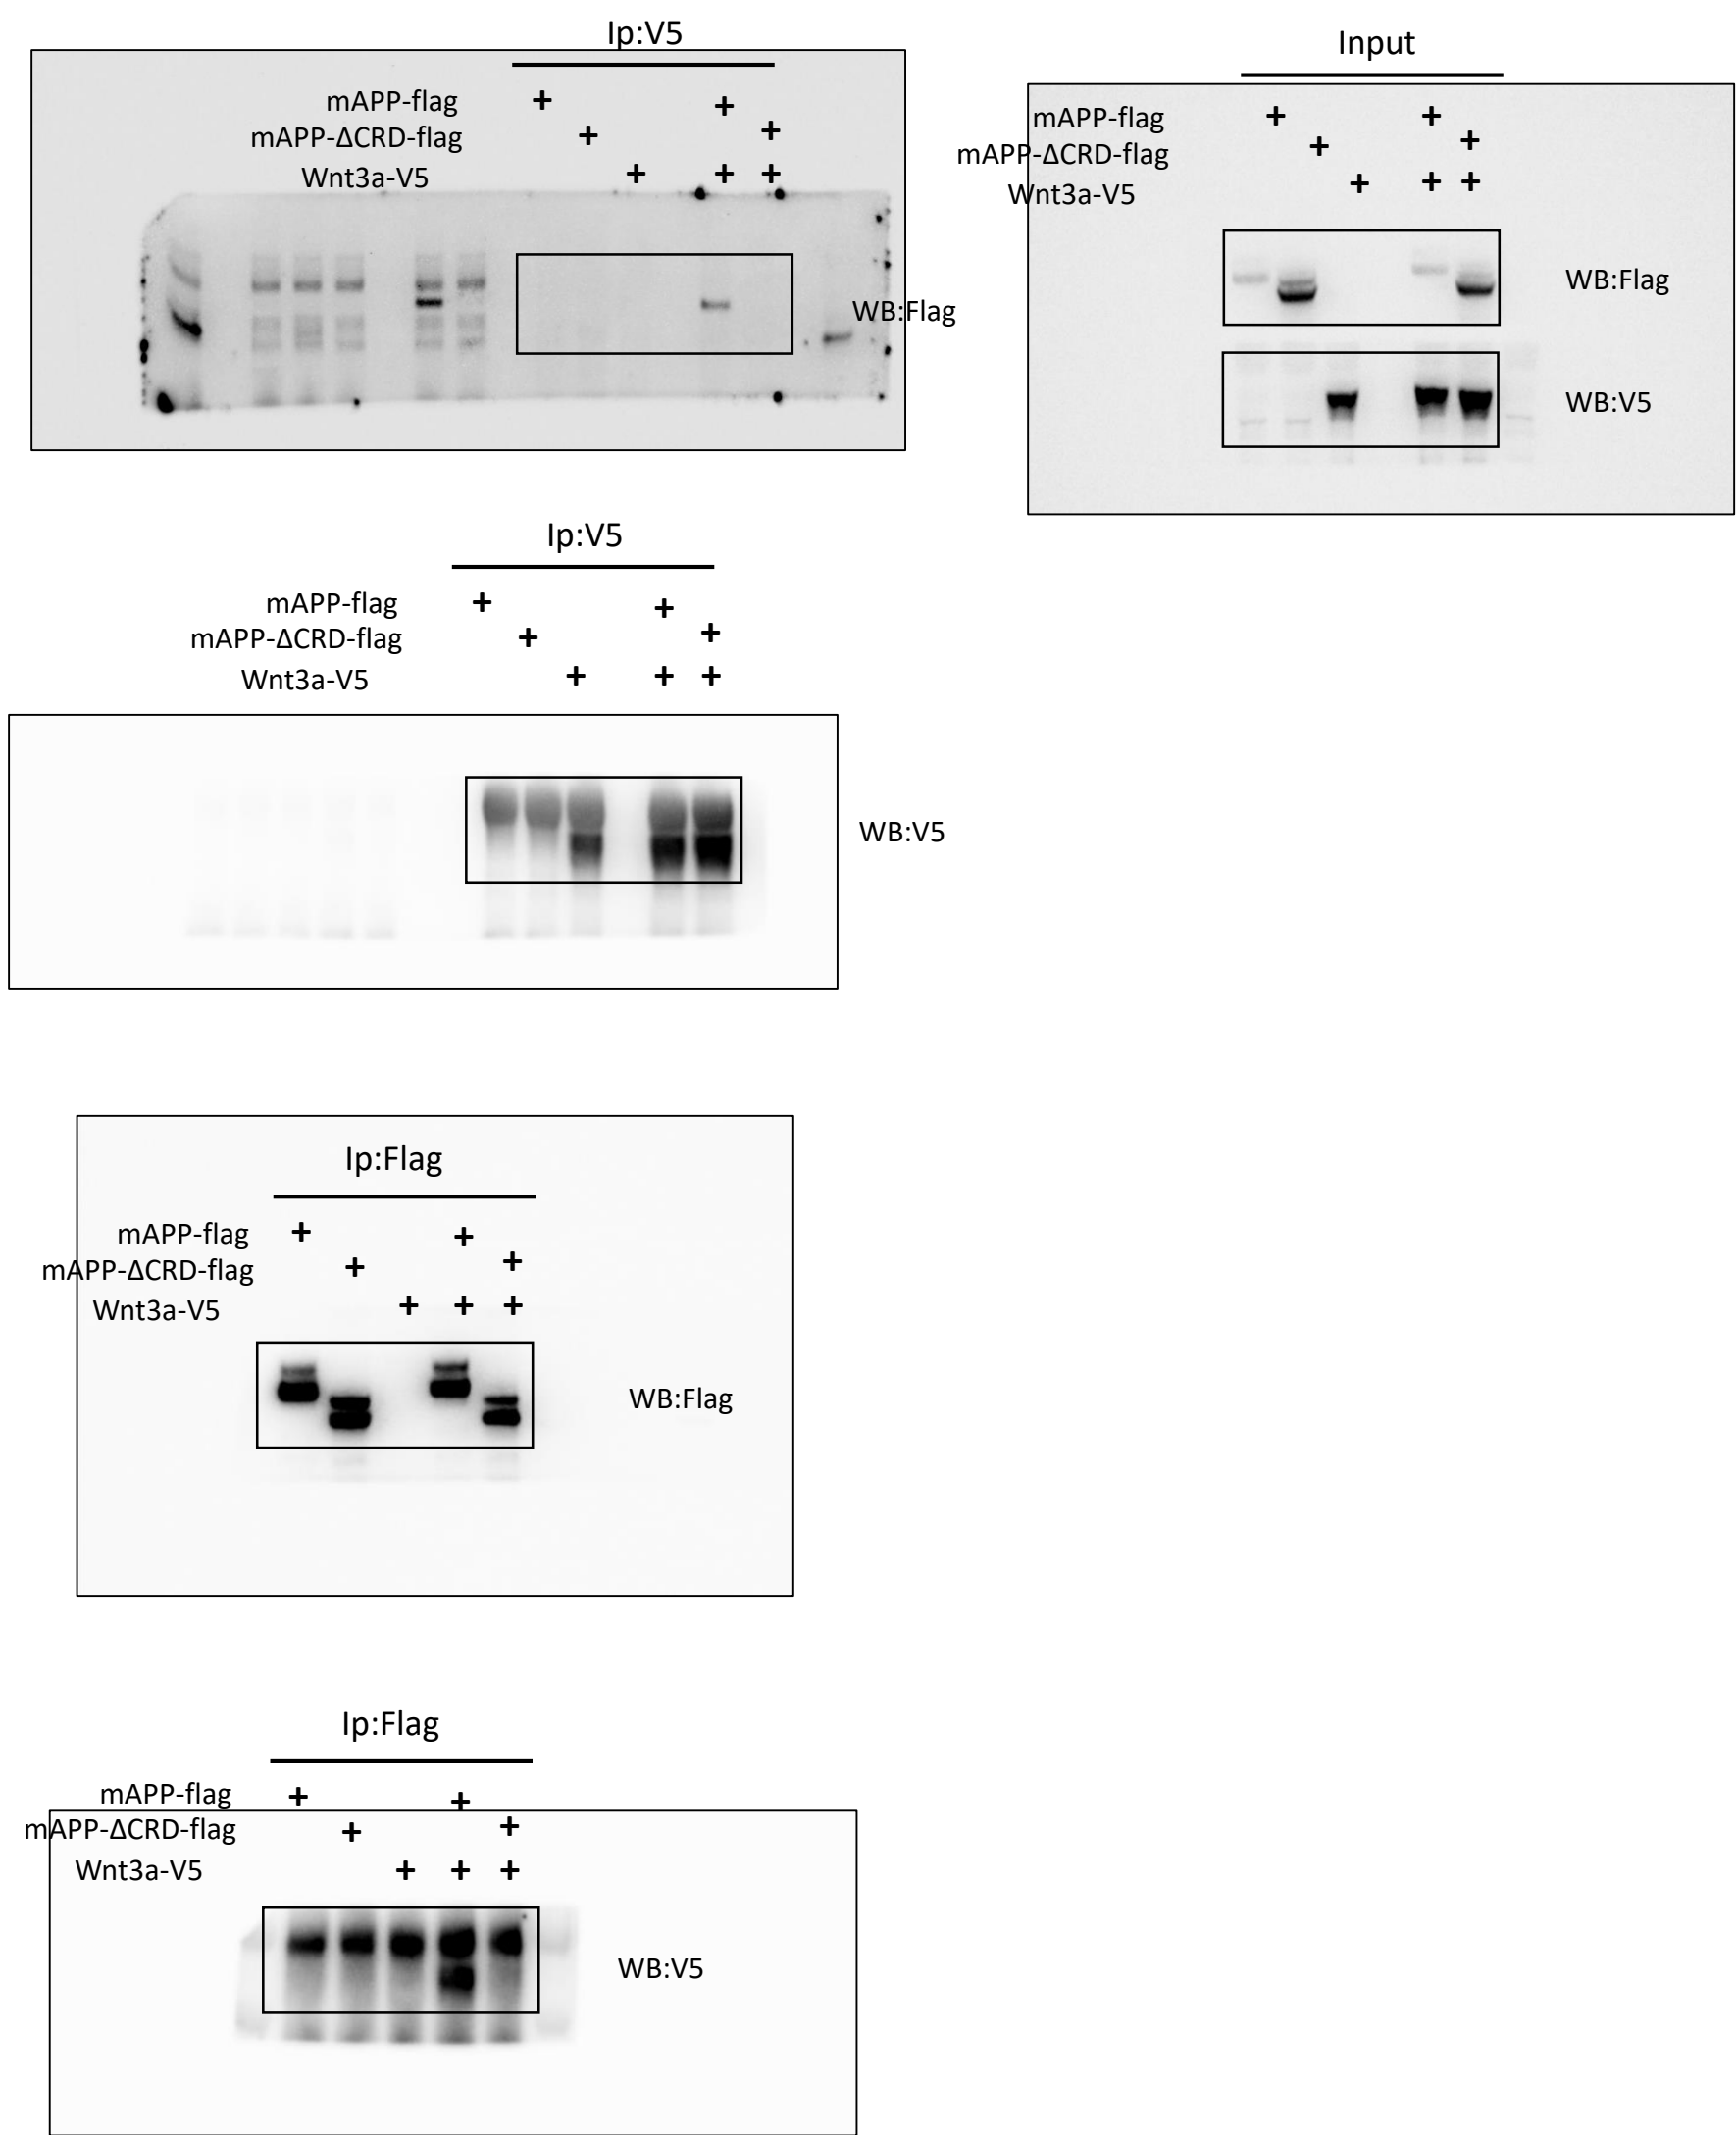 Ip:V5
mAPP-flag + +
mAPP-ΔCRD-flag + +
Wnt3a-V5 + + +
WB:Flag
Input
mAPP-flag + +
mAPP-ΔCRD-flag + +
Wnt3a-V5 + + +
WB:Flag
WB:V5
Ip:V5
mAPP-flag + +
mAPP-ΔCRD-flag + +
Wnt3a-V5 + + +
WB:V5
Ip:Flag
mAPP-flag + +
mAPP-ΔCRD-flag + +
Wnt3a-V5 + + +
WB:Flag
Ip:Flag
mAPP-flag + +
mAPP-ΔCRD-flag + +
Wnt3a-V5 + + +
WB:V5